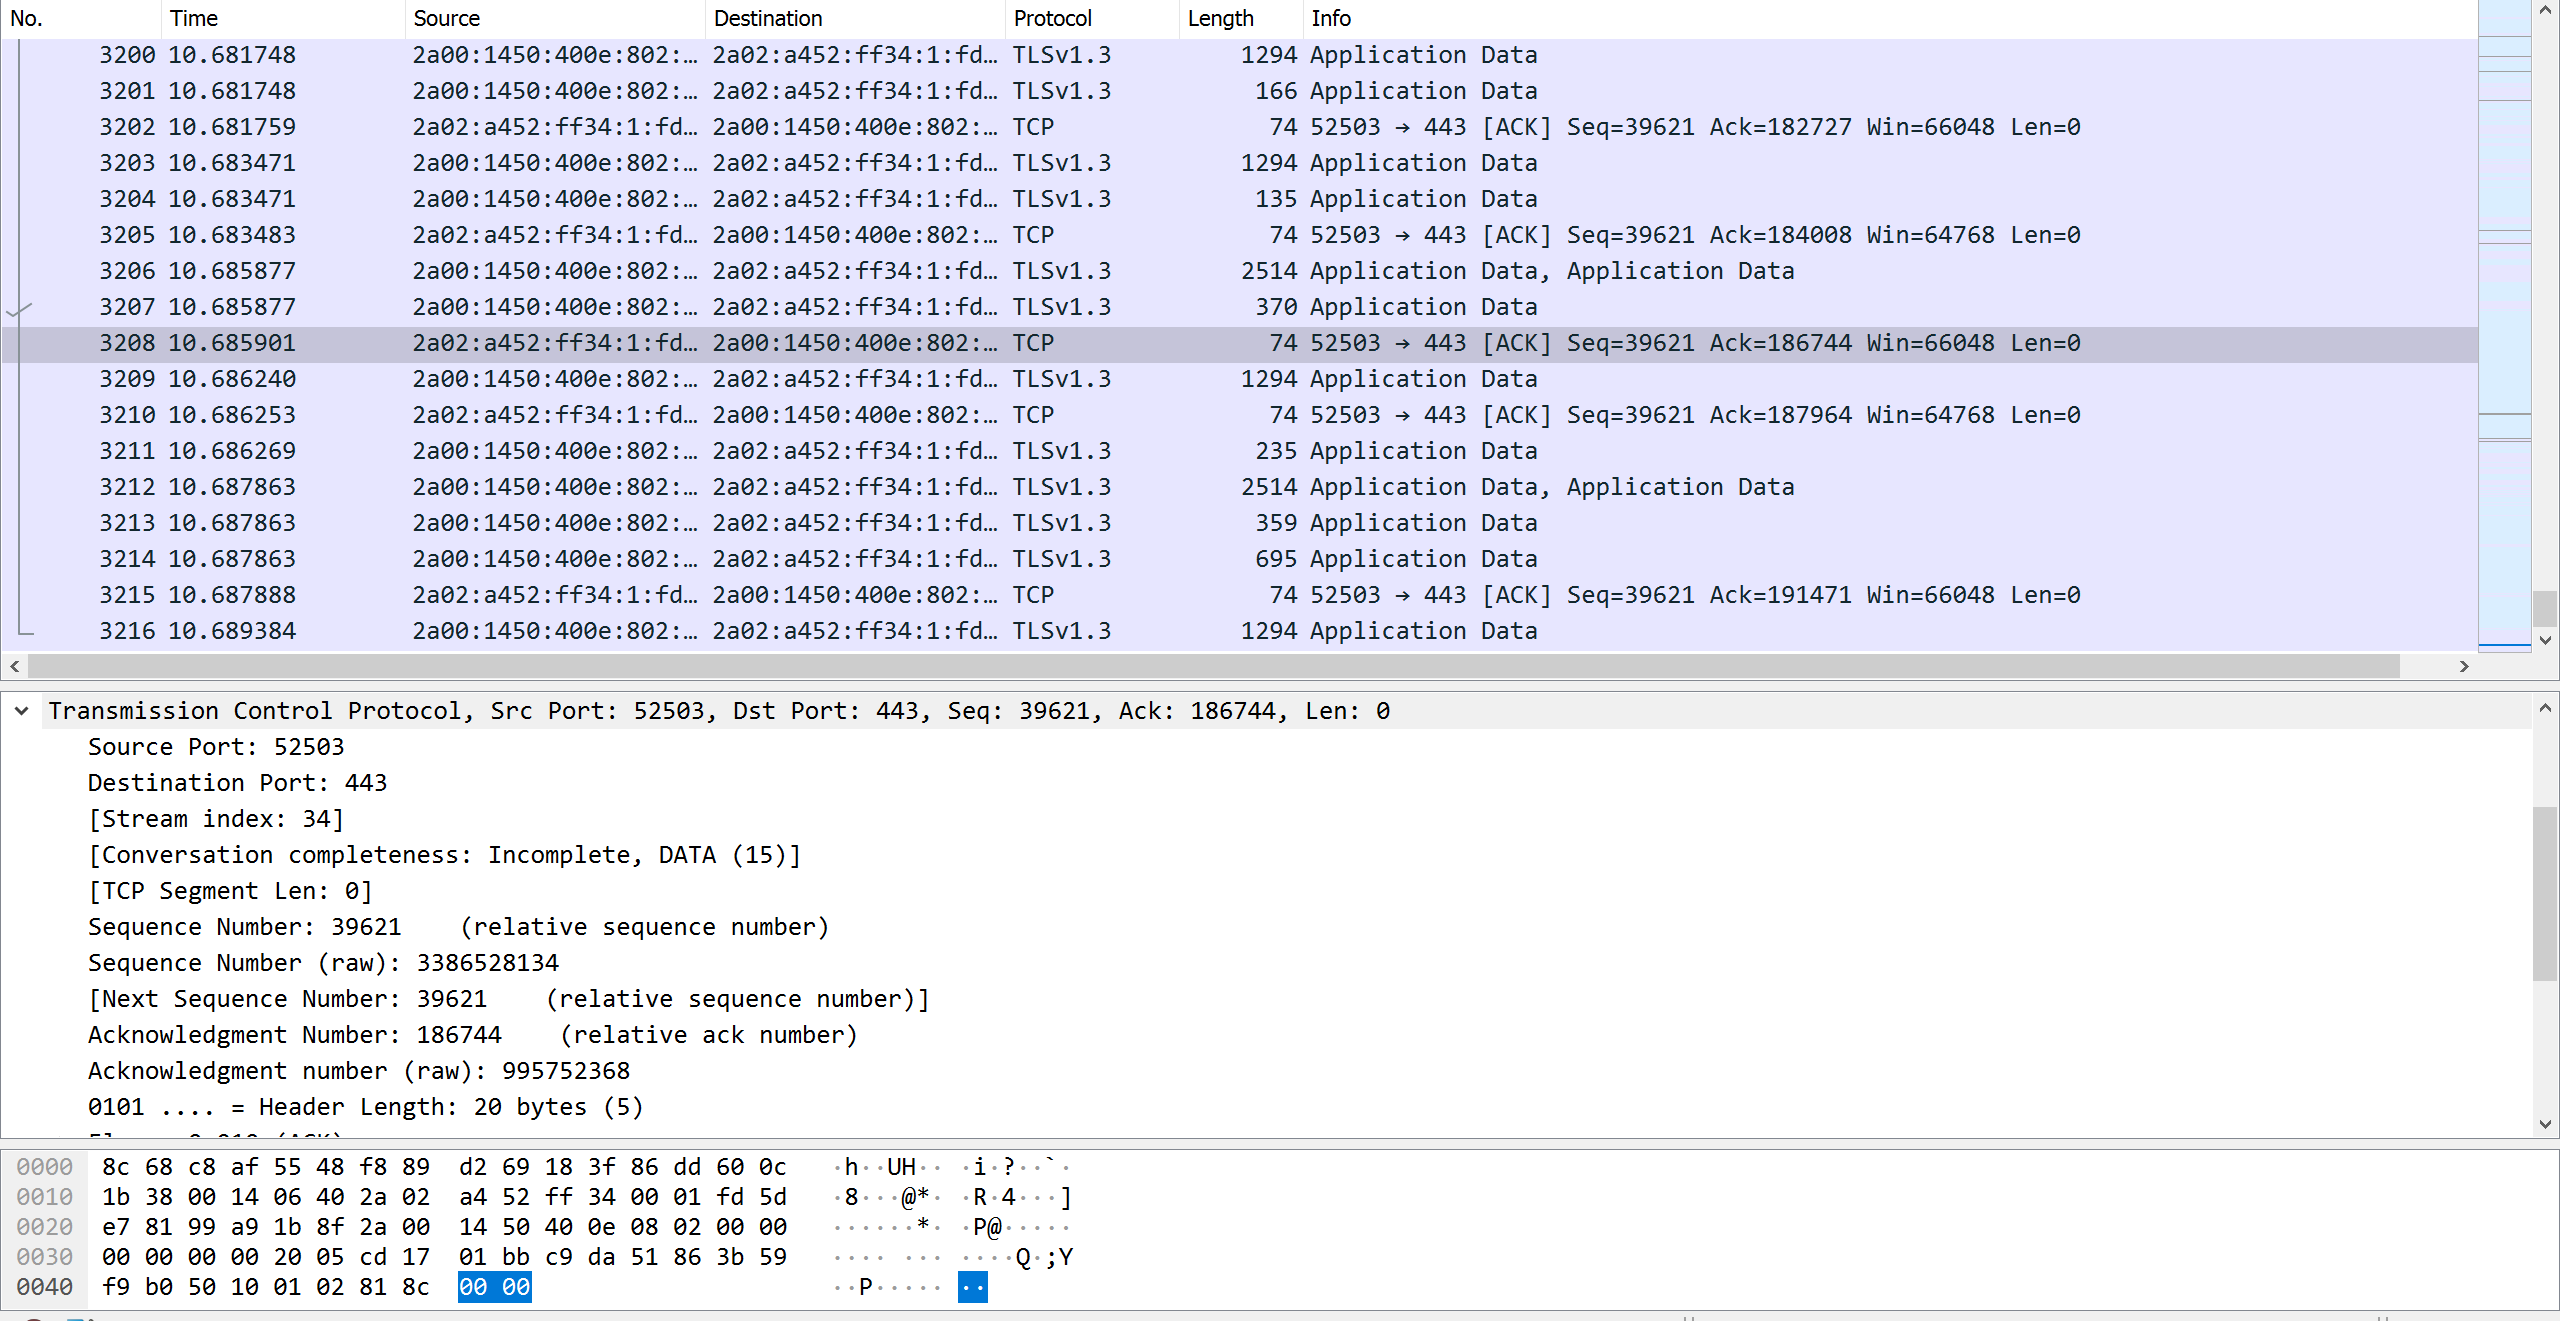 No. Time Source Destination Protocol Length Info
3200 10.681748 2a00:1450:400e:802:… 2a02:a452:ff34:1:fd… TLSv1.3 1294 Application Data
3201 10.681748 2a00:1450:400e:802:… 2a02:a452:ff34:1:fd… TLSv1.3 166 Application Data
3202 10.681759 2a02:a452:ff34:1:fd… 2a00:1450:400e:802:… TCP 74 52503 → 443 [ACK] Seq=39621 Ack=182727 Win=66048 Len=0
3203 10.683471 2a00:1450:400e:802:… 2a02:a452:ff34:1:fd… TLSv1.3 1294 Application Data
3204 10.683471 2a00:1450:400e:802:… 2a02:a452:ff34:1:fd… TLSv1.3 135 Application Data
3205 10.683483 2a02:a452:ff34:1:fd… 2a00:1450:400e:802:… TCP 74 52503 → 443 [ACK] Seq=39621 Ack=184008 Win=64768 Len=0
3206 10.685877 2a00:1450:400e:802:… 2a02:a452:ff34:1:fd… TLSv1.3 2514 Application Data, Application Data
3207 10.685877 2a00:1450:400e:802:… 2a02:a452:ff34:1:fd… TLSv1.3 370 Application Data
3208 10.685901 2a02:a452:ff34:1:fd… 2a00:1450:400e:802:… TCP 74 52503 → 443 [ACK] Seq=39621 Ack=186744 Win=66048 Len=0
3209 10.686240 2a00:1450:400e:802:… 2a02:a452:ff34:1:fd… TLSv1.3 1294 Application Data
3210 10.686253 2a02:a452:ff34:1:fd… 2a00:1450:400e:802:… TCP 74 52503 → 443 [ACK] Seq=39621 Ack=187964 Win=64768 Len=0
3211 10.686269 2a00:1450:400e:802:… 2a02:a452:ff34:1:fd… TLSv1.3 235 Application Data
3212 10.687863 2a00:1450:400e:802:… 2a02:a452:ff34:1:fd… TLSv1.3 2514 Application Data, Application Data
3213 10.687863 2a00:1450:400e:802:… 2a02:a452:ff34:1:fd… TLSv1.3 359 Application Data
3214 10.687863 2a00:1450:400e:802:… 2a02:a452:ff34:1:fd… TLSv1.3 695 Application Data
3215 10.687888 2a02:a452:ff34:1:fd… 2a00:1450:400e:802:… TCP 74 52503 → 443 [ACK] Seq=39621 Ack=191471 Win=66048 Len=0
3216 10.689384 2a00:1450:400e:802:… 2a02:a452:ff34:1:fd… TLSv1.3 1294 Application Data
Transmission Control Protocol, Src Port: 52503, Dst Port: 443, Seq: 39621, Ack: 186744, Len: 0
Source Port: 52503
Destination Port: 443
[Stream index: 34]
[Conversation completeness: Incomplete, DATA (15)]
[TCP Segment Len: 0]
Sequence Number: 39621 (relative sequence number)
Sequence Number (raw): 3386528134
[Next Sequence Number: 39621 (relative sequence number)]
Acknowledgment Number: 186744 (relative ack number)
Acknowledgment number (raw): 995752368
0101 .... = Header Length: 20 bytes (5)
0000 8c 68 c8 af 55 48 f8 89 d2 69 18 3f 86 dd 60 0c ·h··UH·· ·i·?··`·
0010 1b 38 00 14 06 40 2a 02 a4 52 ff 34 00 01 fd 5d ·8···@*· ·R·4···]
0020 e7 81 99 a9 1b 8f 2a 00 14 50 40 0e 08 02 00 00 ······*· ·P@·····
0030 00 00 00 00 20 05 cd 17 01 bb c9 da 51 86 3b 59 ···· ··· ····Q·;Y
0040 f9 b0 50 10 01 02 81 8c 00 00 ··P····· ··